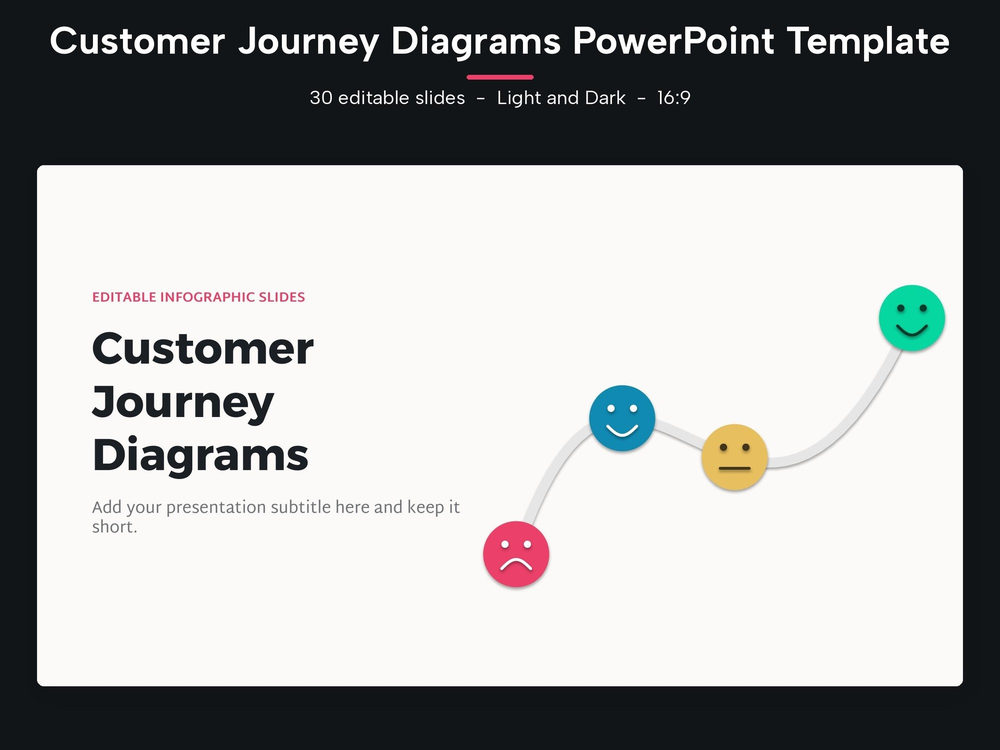 Customer Journey Diagrams PowerPoint Template
30 editable slides - Light and Dark - 16:9
EDITABLE INFOGRAPHIC SLIDES
Customer
Journey
Diagrams
Add your presentation subtitle here and keep it
short.